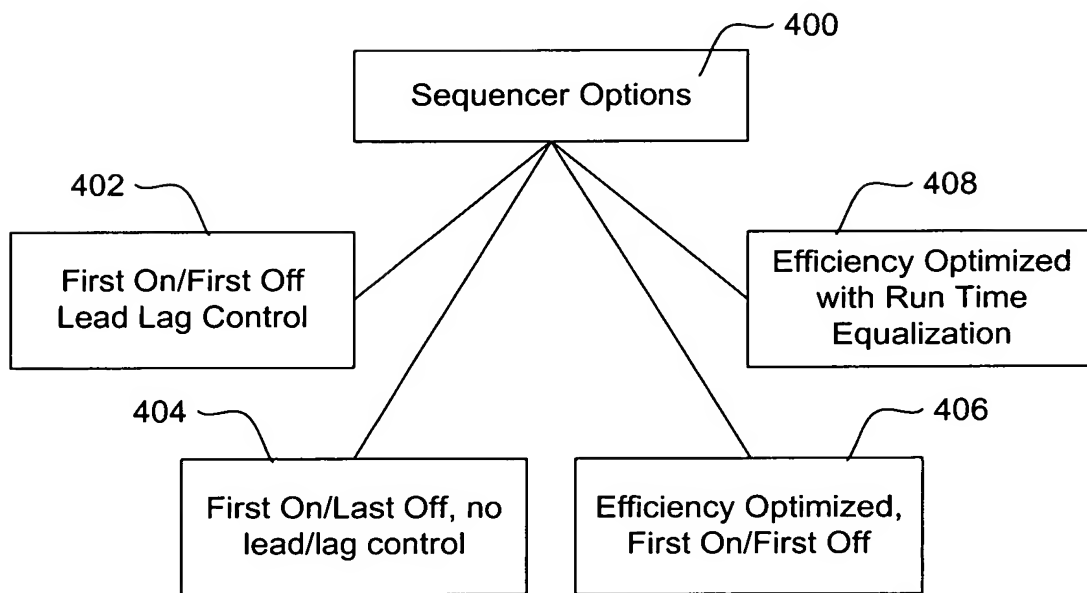 400
Sequencer Options
402
408
First On/First Off
Lead Lag Control
Efficiency Optimized
with Run Time
Equalization
404
406
First On/Last Off, no
lead/lag control
Efficiency Optimized,
First On/First Off